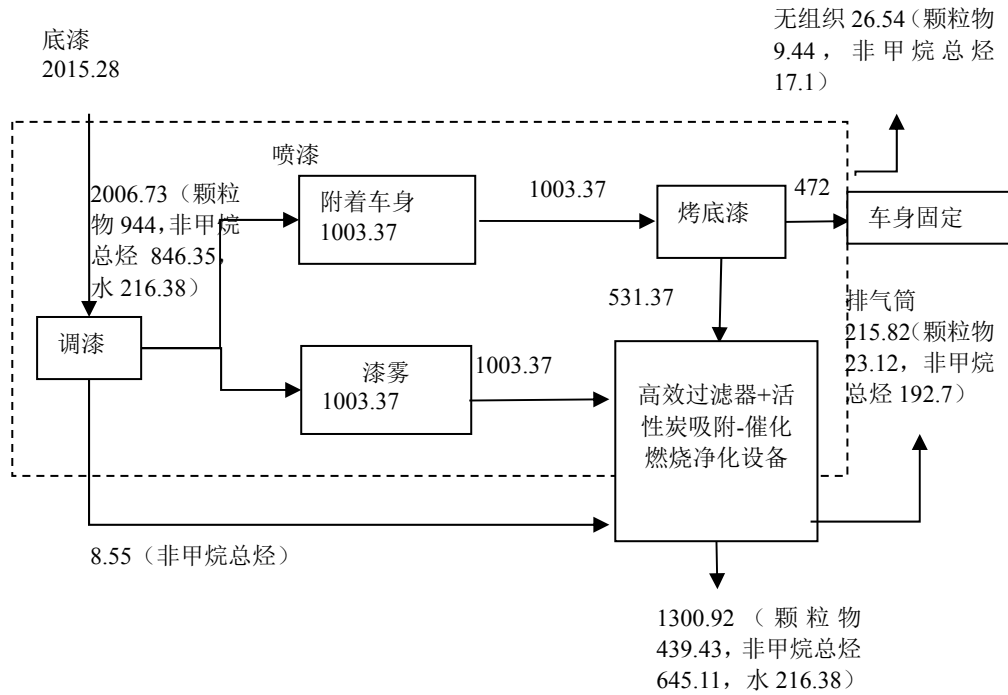 底漆
2015.28
无组织 26.54（颗粒物
9.44，非甲烷总烃
17.1）
喷漆
2006.73（颗粒
物 944，非甲烷
总烃 846.35，
水 216.38）
附着车身
1003.37
1003.37
烤底漆
472
车身固定
531.37
排气筒
215.82（颗粒物
23.12，非甲烷
总烃 192.7）
调漆
漆雾
1003.37
1003.37
高效过滤器+活
性炭吸附-催化
燃烧净化设备
8.55（非甲烷总烃）
1300.92（颗粒物
439.43，非甲烷总烃
645.11，水 216.38）